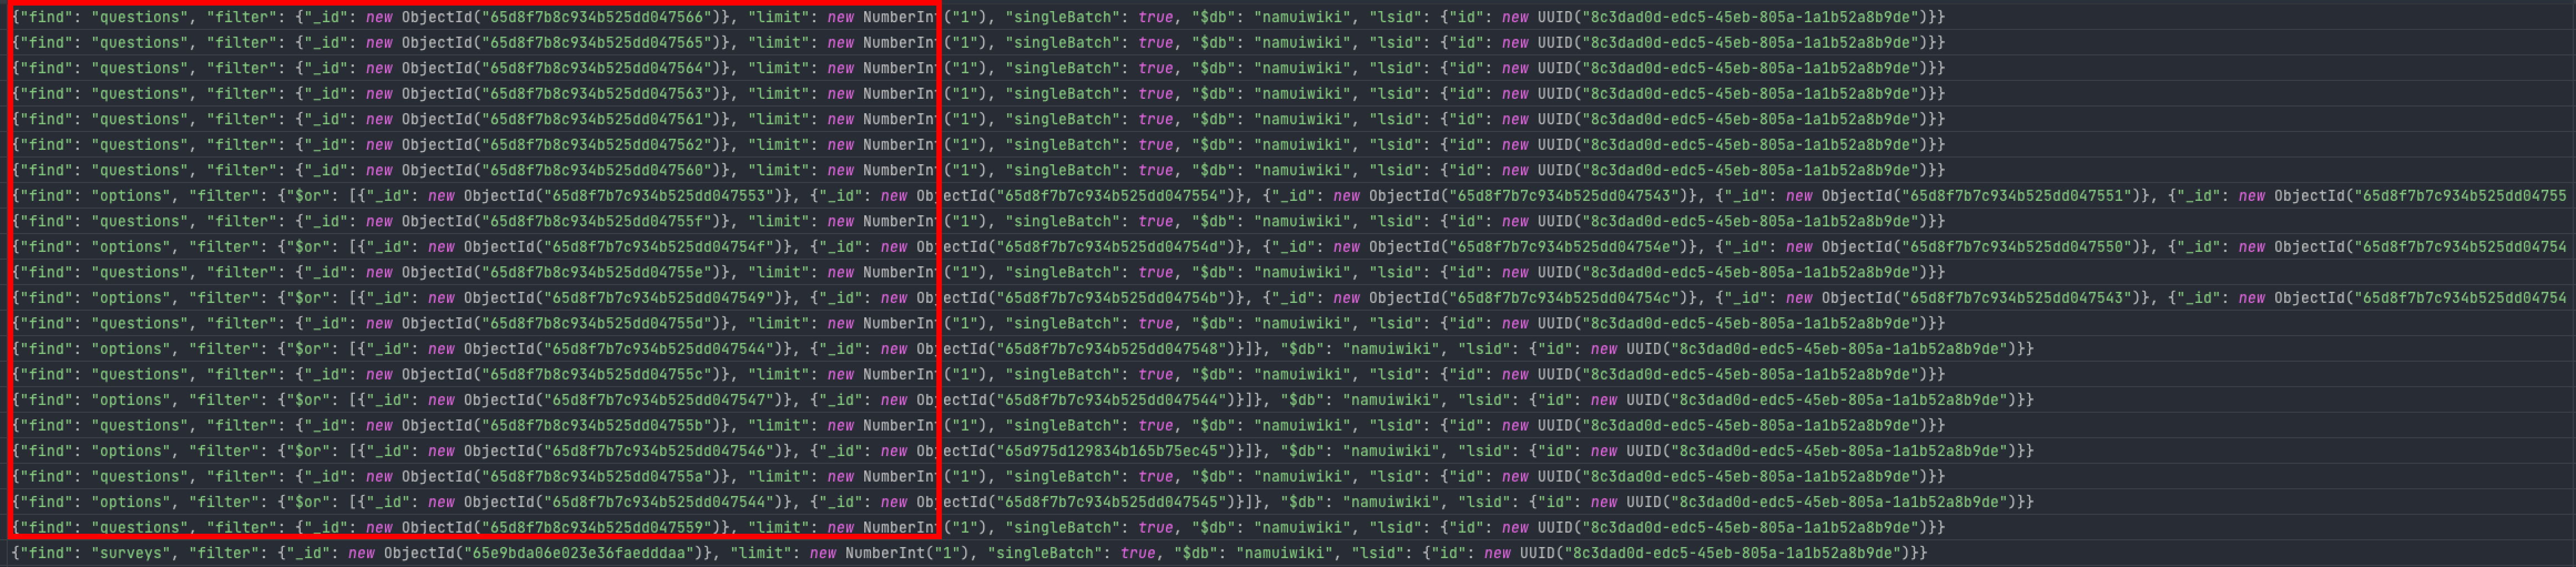 {"find": "questions", "filter": {"_id": new ObjectId("65d8f7b8c934b525dd047566")}, "limit": new NumberInt("1"), "singleBatch": true, "$db": "namuiwiki", "lsid": {"id": new UUID("8c3dad0d-edc5-45eb-805a-1a1b52a8b9de")}}
{"find": "questions", "filter": {"_id": new ObjectId("65d8f7b8c934b525dd047565")}, "limit": new NumberInt("1"), "singleBatch": true, "$db": "namuiwiki", "lsid": {"id": new UUID("8c3dad0d-edc5-45eb-805a-1a1b52a8b9de")}}
{"find": "questions", "filter": {"_id": new ObjectId("65d8f7b8c934b525dd047564")}, "limit": new NumberInt("1"), "singleBatch": true, "$db": "namuiwiki", "lsid": {"id": new UUID("8c3dad0d-edc5-45eb-805a-1a1b52a8b9de")}}
{"find": "questions", "filter": {"_id": new ObjectId("65d8f7b8c934b525dd047563")}, "limit": new NumberInt("1"), "singleBatch": true, "$db": "namuiwiki", "lsid": {"id": new UUID("8c3dad0d-edc5-45eb-805a-1a1b52a8b9de")}}
{"find": "questions", "filter": {"_id": new ObjectId("65d8f7b8c934b525dd047561")}, "limit": new NumberInt("1"), "singleBatch": true, "$db": "namuiwiki", "lsid": {"id": new UUID("8c3dad0d-edc5-45eb-805a-1a1b52a8b9de")}}
{"find": "questions", "filter": {"_id": new ObjectId("65d8f7b8c934b525dd047562")}, "limit": new NumberInt("1"), "singleBatch": true, "$db": "namuiwiki", "lsid": {"id": new UUID("8c3dad0d-edc5-45eb-805a-1a1b52a8b9de")}}
{"find": "questions", "filter": {"_id": new ObjectId("65d8f7b8c934b525dd047560")}, "limit": new NumberInt("1"), "singleBatch": true, "$db": "namuiwiki", "lsid": {"id": new UUID("8c3dad0d-edc5-45eb-805a-1a1b52a8b9de")}}
{"find": "options", "filter": {"$or": [{"_id": new ObjectId("65d8f7b7c934b525dd047553")}, {"_id": new ObjectId("65d8f7b7c934b525dd047554")}, {"_id": new ObjectId("65d8f7b7c934b525dd047543")}, {"_id": new ObjectId("65d8f7b7c934b525dd047551")}, {"_id": new ObjectId("65d8f7b7c934b525dd04755
{"find": "questions", "filter": {"_id": new ObjectId("65d8f7b8c934b525dd04755f")}, "limit": new NumberInt("1"), "singleBatch": true, "$db": "namuiwiki", "lsid": {"id": new UUID("8c3dad0d-edc5-45eb-805a-1a1b52a8b9de")}}
{"find": "options", "filter": {"$or": [{"_id": new ObjectId("65d8f7b7c934b525dd04754f")}, {"_id": new ObjectId("65d8f7b7c934b525dd04754d")}, {"_id": new ObjectId("65d8f7b7c934b525dd04754e")}, {"_id": new ObjectId("65d8f7b7c934b525dd047550")}, {"_id": new ObjectId("65d8f7b7c934b525dd04754
{"find": "questions", "filter": {"_id": new ObjectId("65d8f7b8c934b525dd04755e")}, "limit": new NumberInt("1"), "singleBatch": true, "$db": "namuiwiki", "lsid": {"id": new UUID("8c3dad0d-edc5-45eb-805a-1a1b52a8b9de")}}
{"find": "options", "filter": {"$or": [{"_id": new ObjectId("65d8f7b7c934b525dd047549")}, {"_id": new ObjectId("65d8f7b7c934b525dd04754b")}, {"_id": new ObjectId("65d8f7b7c934b525dd04754c")}, {"_id": new ObjectId("65d8f7b7c934b525dd047543")}, {"_id": new ObjectId("65d8f7b7c934b525dd04754
{"find": "questions", "filter": {"_id": new ObjectId("65d8f7b8c934b525dd04755d")}, "limit": new NumberInt("1"), "singleBatch": true, "$db": "namuiwiki", "lsid": {"id": new UUID("8c3dad0d-edc5-45eb-805a-1a1b52a8b9de")}}
{"find": "options", "filter": {"$or": [{"_id": new ObjectId("65d8f7b7c934b525dd047544")}, {"_id": new ObjectId("65d8f7b7c934b525dd047548")}]}, "$db": "namuiwiki", "lsid": {"id": new UUID("8c3dad0d-edc5-45eb-805a-1a1b52a8b9de")}}
{"find": "questions", "filter": {"_id": new ObjectId("65d8f7b8c934b525dd04755c")}, "limit": new NumberInt("1"), "singleBatch": true, "$db": "namuiwiki", "lsid": {"id": new UUID("8c3dad0d-edc5-45eb-805a-1a1b52a8b9de")}}
{"find": "options", "filter": {"$or": [{"_id": new ObjectId("65d8f7b7c934b525dd047547")}, {"_id": new ObjectId("65d8f7b7c934b525dd047544")}]}, "$db": "namuiwiki", "lsid": {"id": new UUID("8c3dad0d-edc5-45eb-805a-1a1b52a8b9de")}}
{"find": "questions", "filter": {"_id": new ObjectId("65d8f7b8c934b525dd04755b")}, "limit": new NumberInt("1"), "singleBatch": true, "$db": "namuiwiki", "lsid": {"id": new UUID("8c3dad0d-edc5-45eb-805a-1a1b52a8b9de")}}
{"find": "options", "filter": {"$or": [{"_id": new ObjectId("65d8f7b7c934b525dd047546")}, {"_id": new ObjectId("65d975d129834b165b75ec45")}]}, "$db": "namuiwiki", "lsid": {"id": new UUID("8c3dad0d-edc5-45eb-805a-1a1b52a8b9de")}}
{"find": "questions", "filter": {"_id": new ObjectId("65d8f7b8c934b525dd04755a")}, "limit": new NumberInt("1"), "singleBatch": true, "$db": "namuiwiki", "lsid": {"id": new UUID("8c3dad0d-edc5-45eb-805a-1a1b52a8b9de")}}
{"find": "options", "filter": {"$or": [{"_id": new ObjectId("65d8f7b7c934b525dd047544")}, {"_id": new ObjectId("65d8f7b7c934b525dd047545")}]}, "$db": "namuiwiki", "lsid": {"id": new UUID("8c3dad0d-edc5-45eb-805a-1a1b52a8b9de")}}
{"find": "questions", "filter": {"_id": new ObjectId("65d8f7b8c934b525dd047559")}, "limit": new NumberInt("1"), "singleBatch": true, "$db": "namuiwiki", "lsid": {"id": new UUID("8c3dad0d-edc5-45eb-805a-1a1b52a8b9de")}}
{"find": "surveys", "filter": {"_id": new ObjectId("65e9bda06e023e36faedddaa")}, "limit": new NumberInt("1"), "singleBatch": true, "$db": "namuiwiki", "lsid": {"id": new UUID("8c3dad0d-edc5-45eb-805a-1a1b52a8b9de")}}